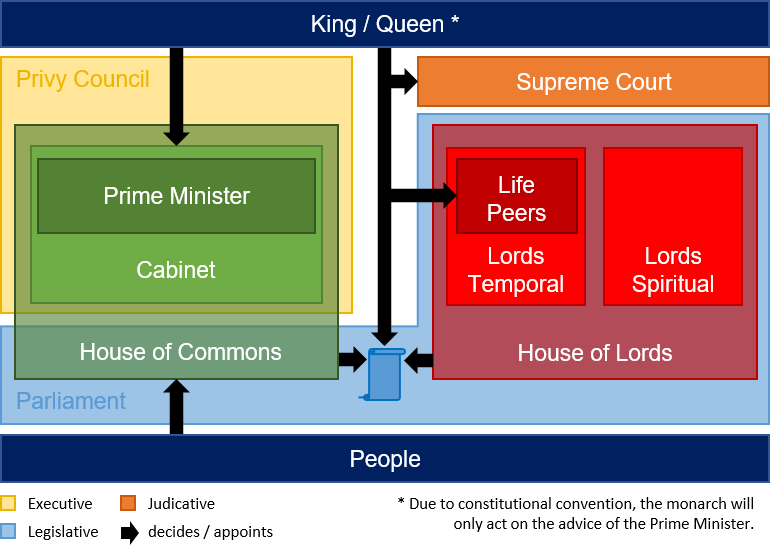 King / Queen *
Privy Council
Supreme Court
Prime Minister
Life
Peers
Lords
Temporal
Lords
Spiritual
Cabinet
House of Commons
House of Lords
Parliament
People
Executive
Judicative
Legislative
decides / appoints
* Due to constitutional convention, the monarch will
only act on the advice of the Prime Minister.